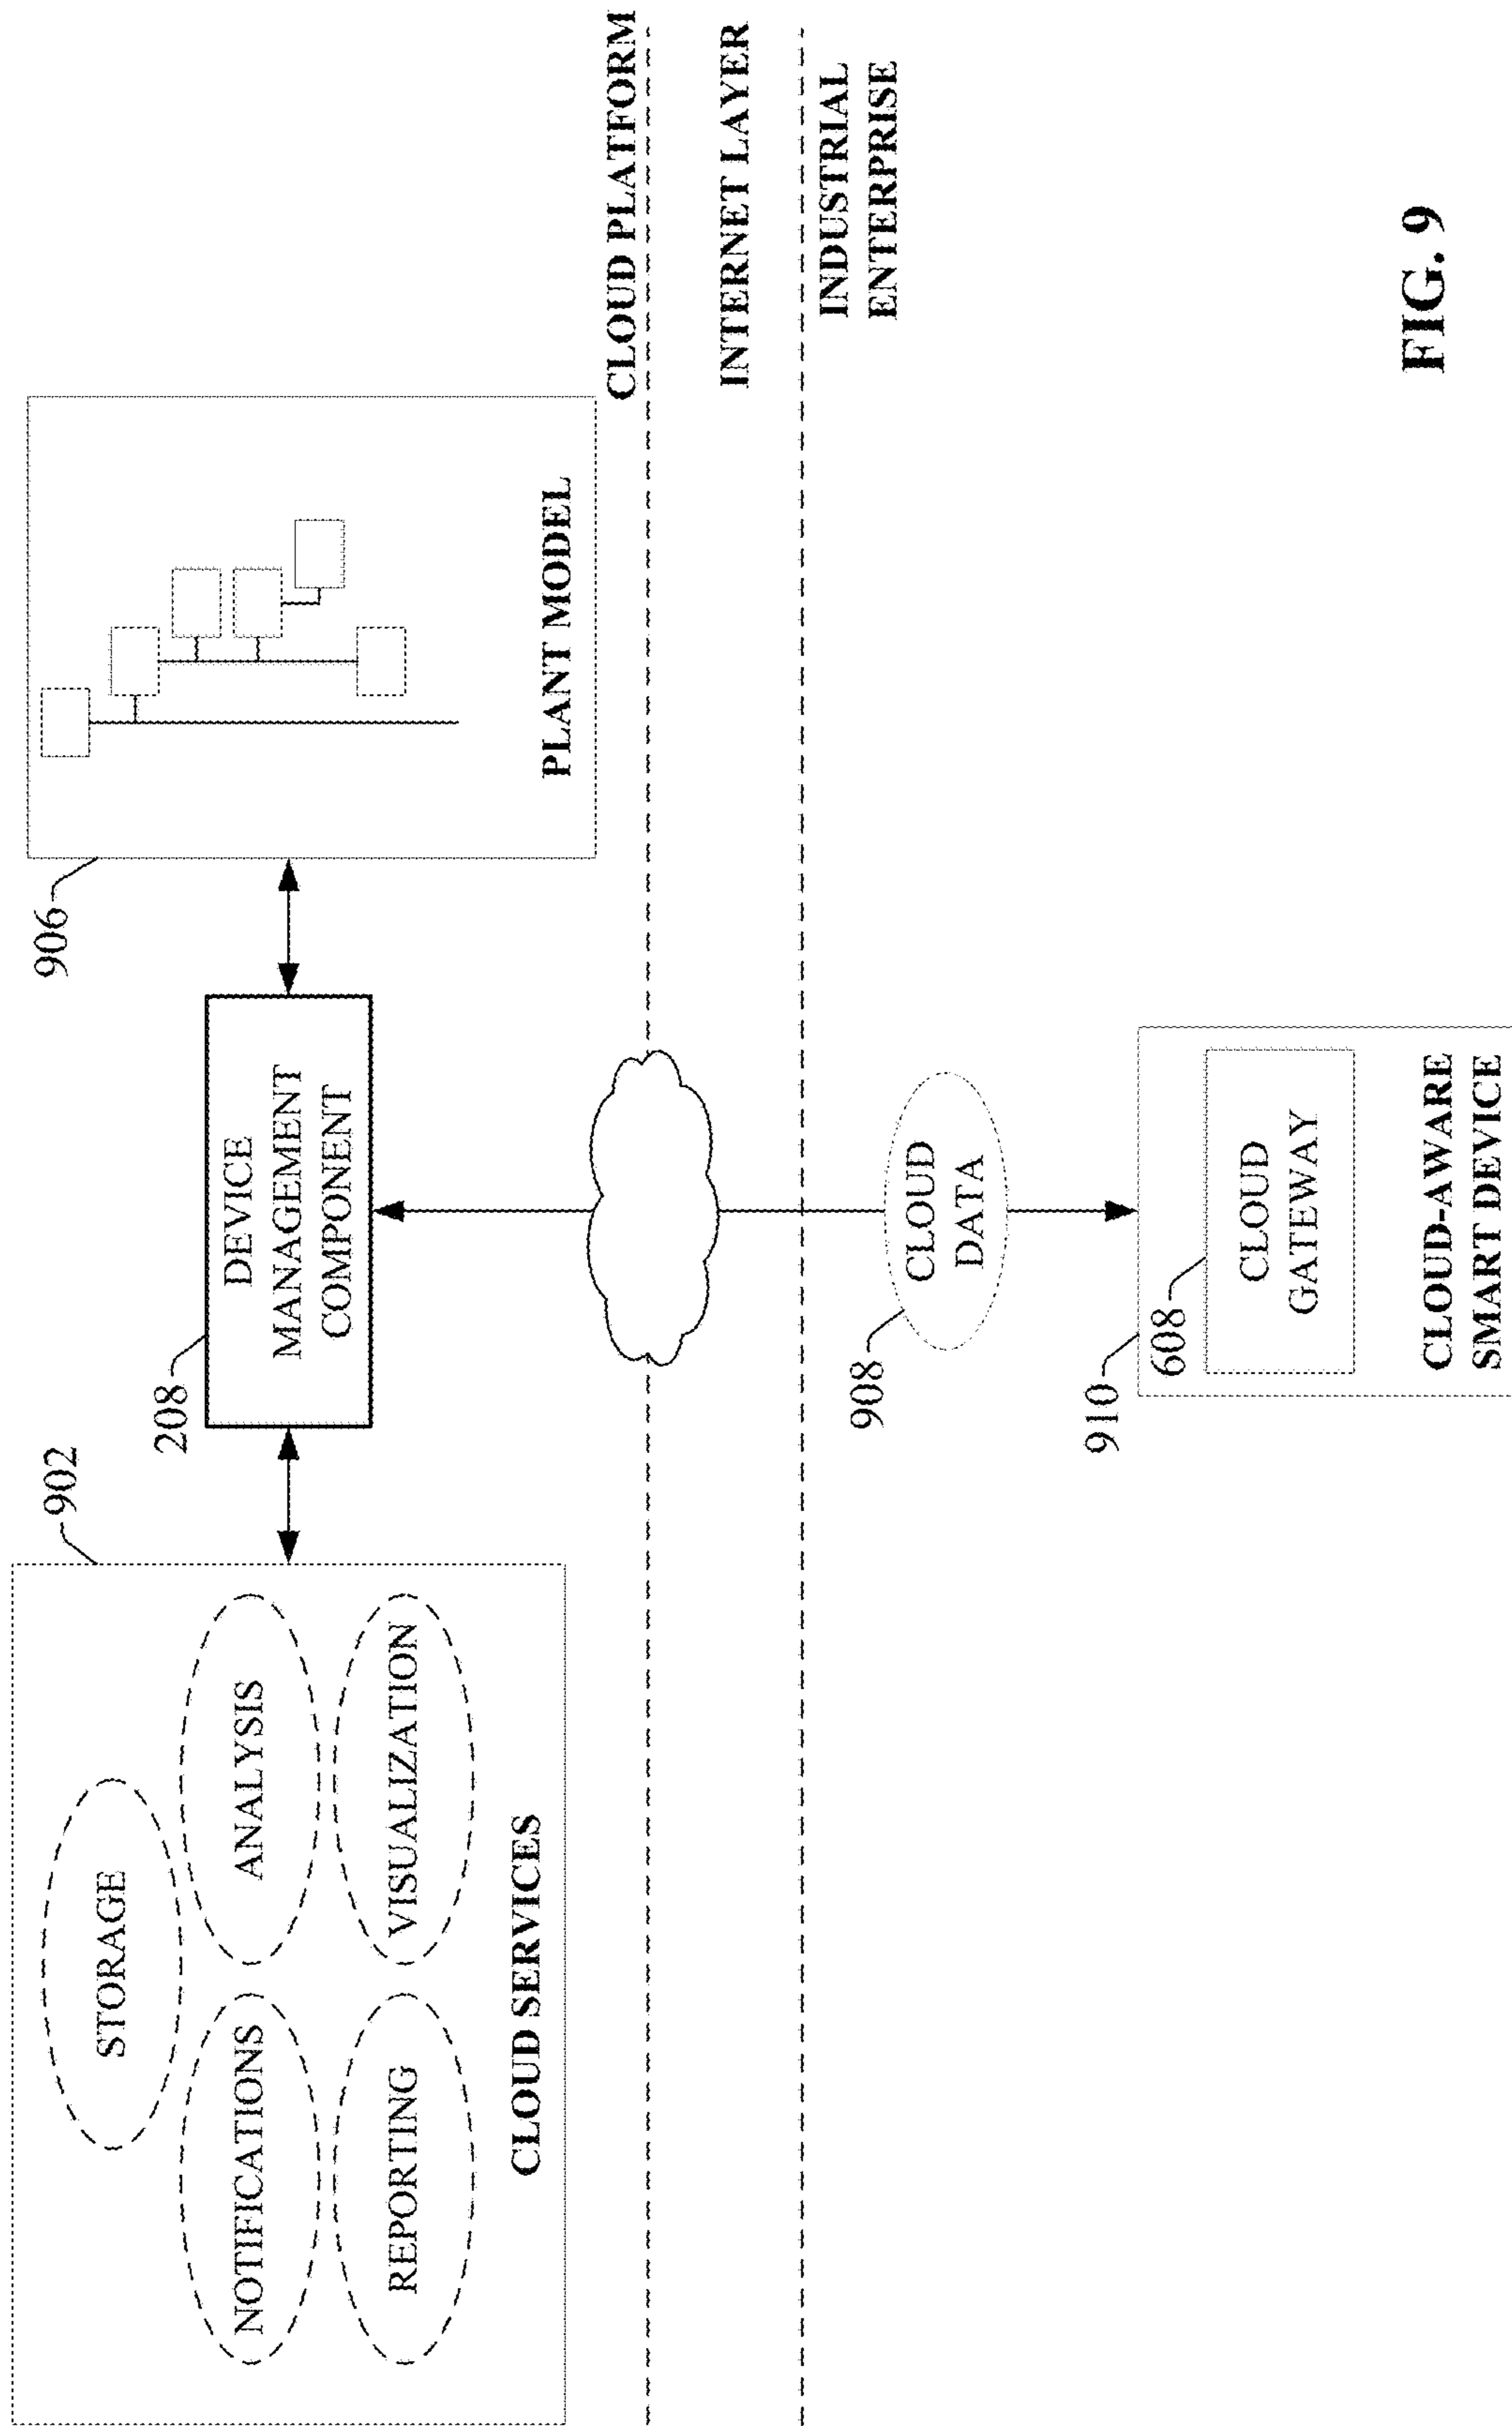 902
STORAGE
NOTIFICATIONS
ANALYSIS
REPORTING
VISUALIZATION
CLOUD SERVICES
208
DEVICE
MANAGEMENT
COMPONENT
906
PLANT MODEL
CLOUD PLATFORM
INTERNET LAYER
INDUSTRIAL
ENTERPRISE
908
CLOUD
DATA
910
608
CLOUD
GATEWAY
CLOUD-AWARE
SMART DEVICE
FIG. 9